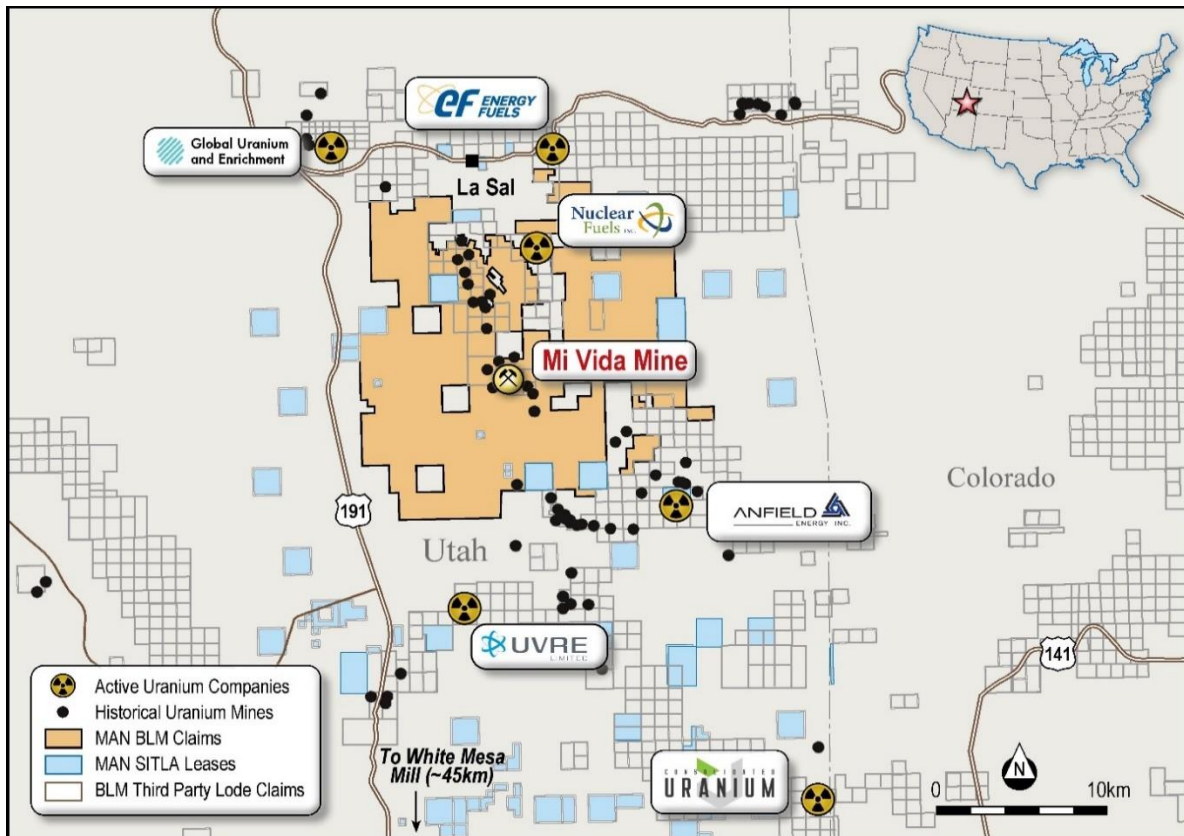 eF ENERGY
FUELS
Global Uranium
and Enrichment
La Sal
Nuclear
Fuels INC.
Mi Vida Mine
Colorado
191
ANFIELD
ENERGY INC.
Utah
UVRE
LIMITED
141
Active Uranium Companies
Historical Uranium Mines
MAN BLM Claims
MAN SITLA Leases
BLM Third Party Lode Claims
To White Mesa
Mill (~45km)
CONSOLIDATED
URANIUM
N
0
10km